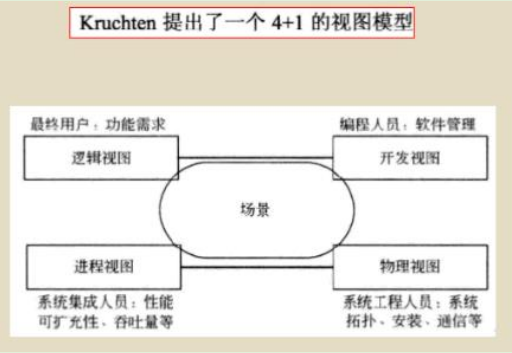 Kruchten 提出了一个 4+1 的视图模型
最终用户：功能需求
编程人员：软件管理
逻辑视图
开发视图
场景
进程视图
物理视图
系统集成人员：性能
可扩充性、吞吐量等
系统工程人员：系统
拓扑、安装、通信等